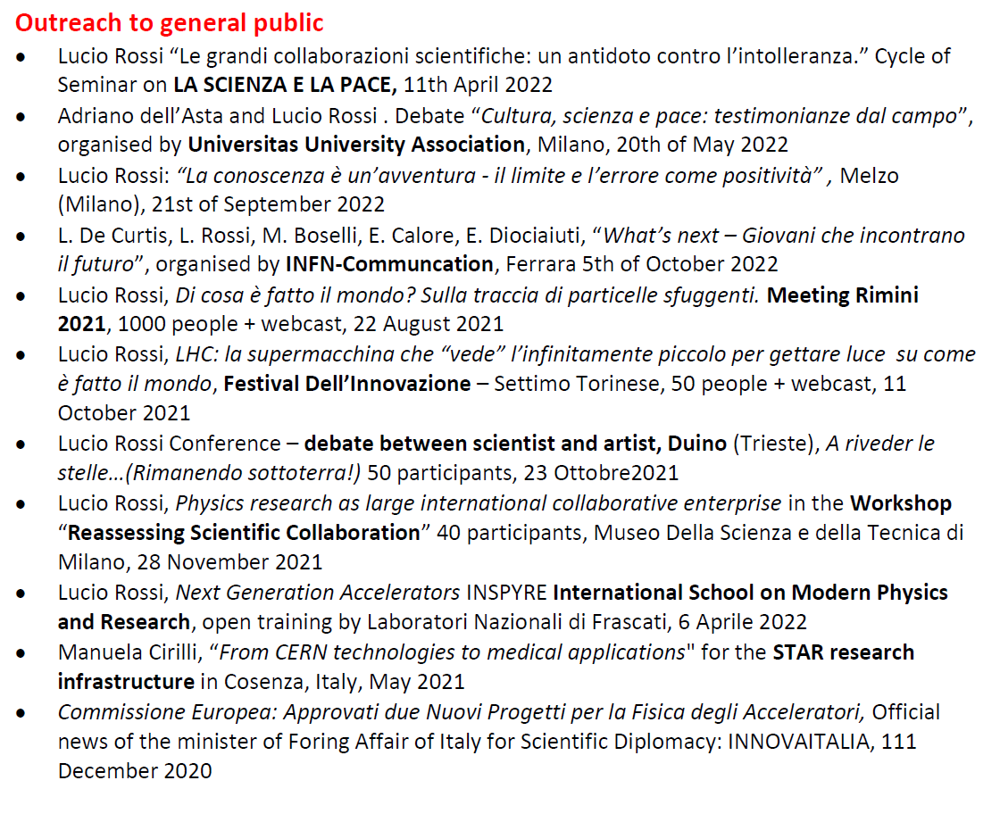 Outreach to general public
• Lucio Rossi “Le grandi collaborazioni scientifiche: un antidoto contro l’intolleranza.” Cycle of
Seminar on LA SCIENZA E LA PACE, 11th April 2022
• Adriano dell’Asta and Lucio Rossi . Debate “Cultura, scienza e pace: testimonianze dal campo”,
organised by Universitas University Association, Milano, 20th of May 2022
• Lucio Rossi: “La conoscenza è un’avventura - il limite e l’errore come positività” , Melzo
(Milano), 21st of September 2022
• L. De Curtis, L. Rossi, M. Boselli, E. Calore, E. Diociaiuti, “What’s next – Giovani che incontrano
il futuro”, organised by INFN-Communcation, Ferrara 5th of October 2022
• Lucio Rossi, Di cosa è fatto il mondo? Sulla traccia di particelle sfuggenti. Meeting Rimini
2021, 1000 people + webcast, 22 August 2021
• Lucio Rossi, LHC: la supermacchina che “vede” l’infinitamente piccolo per gettare luce  su come
è fatto il mondo, Festival Dell’Innovazione – Settimo Torinese, 50 people + webcast, 11
October 2021
• Lucio Rossi Conference – debate between scientist and artist, Duino (Trieste), A riveder le
stelle…(Rimanendo sottoterra!) 50 participants, 23 Ottobre2021
• Lucio Rossi, Physics research as large international collaborative enterprise in the Workshop
“Reassessing Scientific Collaboration” 40 participants, Museo Della Scienza e della Tecnica di
Milano, 28 November 2021
• Lucio Rossi, Next Generation Accelerators INSPYRE International School on Modern Physics
and Research, open training by Laboratori Nazionali di Frascati, 6 Aprile 2022
• Manuela Cirilli, “From CERN technologies to medical applications" for the STAR research
infrastructure in Cosenza, Italy, May 2021
• Commissione Europea: Approvati due Nuovi Progetti per la Fisica degli Acceleratori, Official
news of the minister of Foring Affair of Italy for Scientific Diplomacy: INNOVAITALIA, 111
December 2020